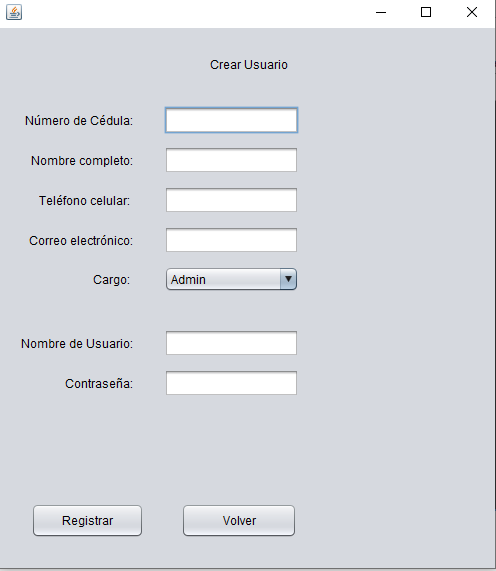 Crear Usuario
Número de Cédula:
Nombre completo:
Teléfono celular:
Correo electrónico:
Cargo: Admin
Nombre de Usuario:
Contraseña:
Registrar Volver